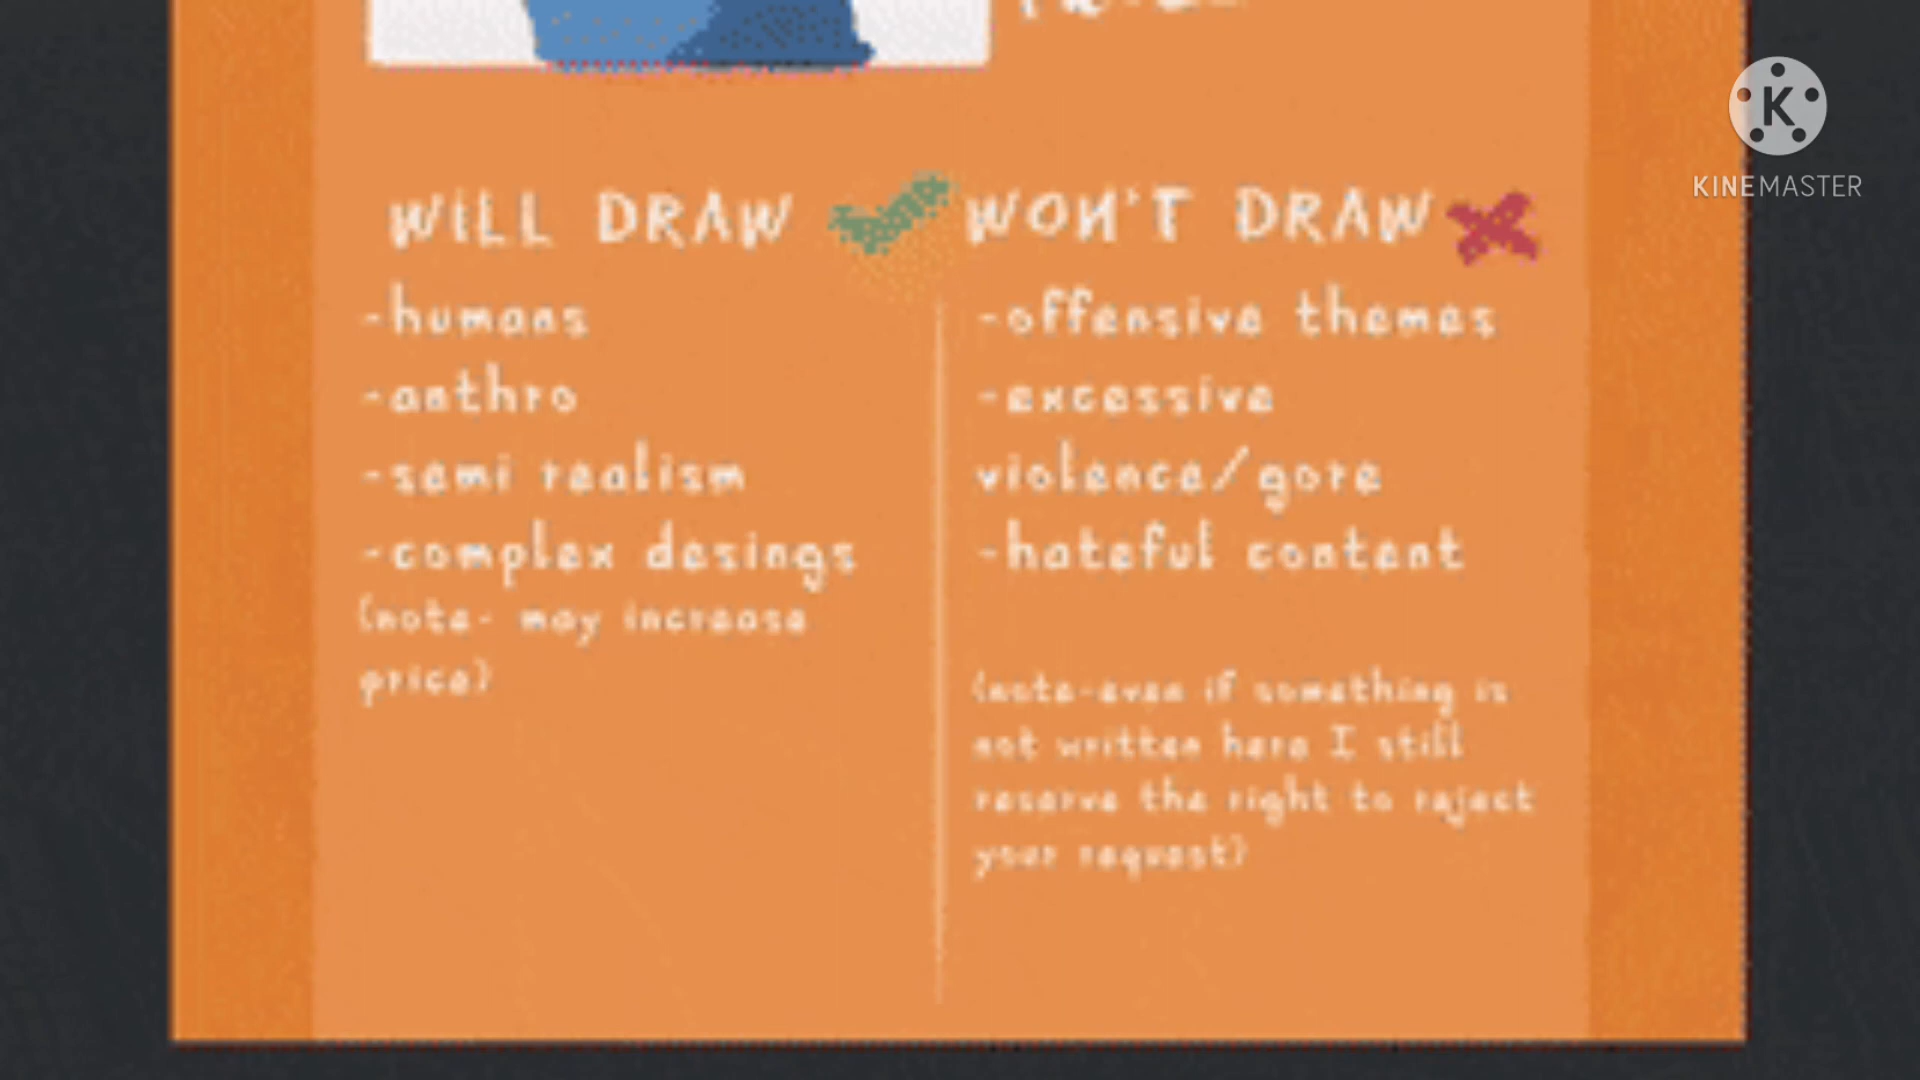 WILL DRAW
-humans
-anthro
-semi realism
-complex desings
(note- may increase
price)
WON'T DRAW
-offensive themes
-excessive
violence/gore
-hateful content
(note-even if something is
not written here I still
reserve the right to reject
your request)
K
KINEMASTER